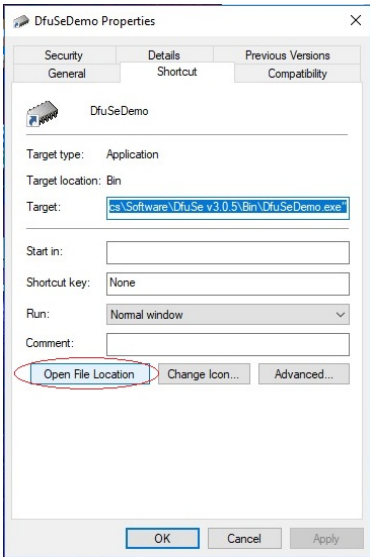 DfuSeDemo Properties
Security Details Previous Versions
General Shortcut Compatibility
DfuSeDemo
Target type: Application
Target location: Bin
Target: cs\Software\DfuSe v3.0.5\Bin\DfuSeDemo.exe"
Start in:
Shortcut key: None
Run: Normal window
Comment:
Open File Location Change Icon... Advanced...
OK Cancel Apply